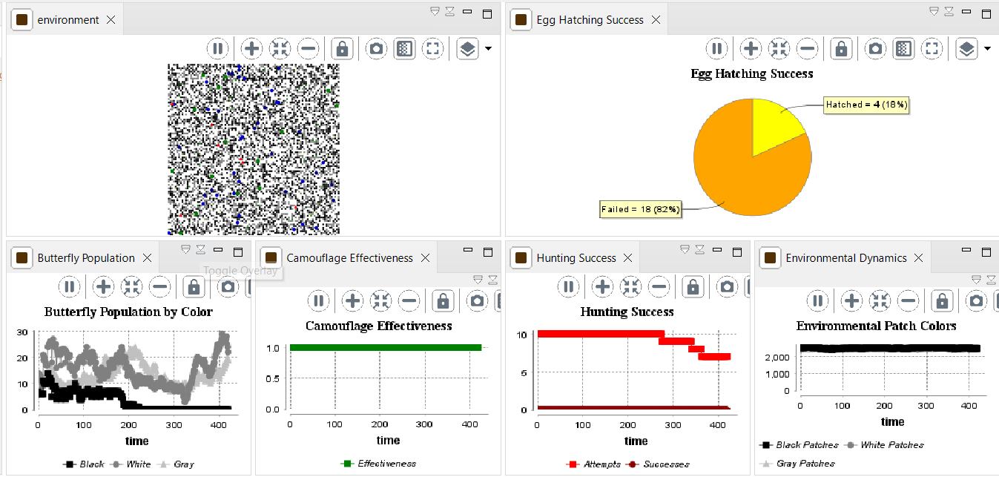 environment
Egg Hatching Success
Egg Hatching Success
Hatched = 4 (18%)
Failed = 18 (82%)
Butterfly Population
Toggle Overlay
Butterfly Population by Color
30
20
10
0
0 100 200 300 400
time
Black White Gray
Camouflage Effectiveness
Camouflage Effectiveness
1.0
0.5
0.0
0 100 200 300 400
time
Effectiveness
Hunting Success
Hunting Success
10
5
0
0 100 200 300 400
time
Attempts Successes
Environmental Dynamics
Environmental Patch Colors
2,000
1,000
0
0 100 200 300 400
time
Black Patches White Patches
Gray Patches